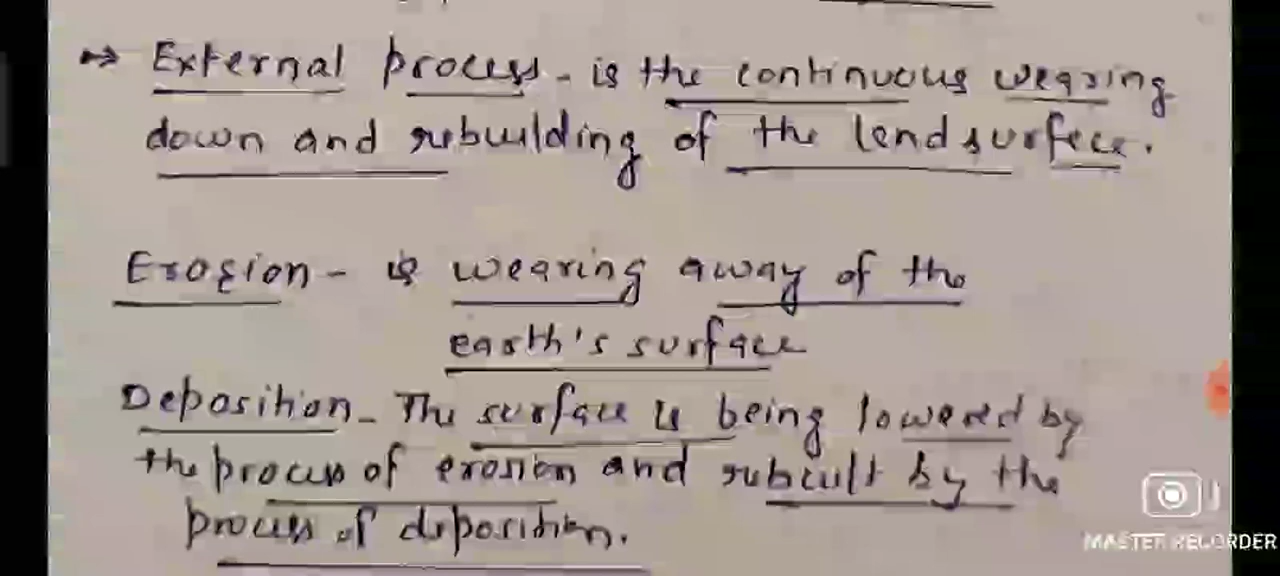 ↦ External process - is the continuous wearing
down and rebuilding of the land surface.
Erosion - is wearing away of the
earth's surface
Deposition - The surface is being lowered by
the process of erosion and rebuilt by the
process of deposition.
MASTER RECORDER